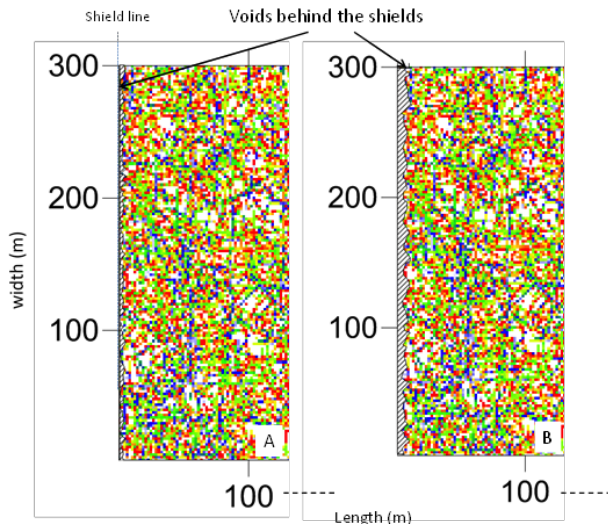 Shield line
Voids behind the shields
300
300
200
200
width (m)
100
100
A
B
100
100
Length (m)